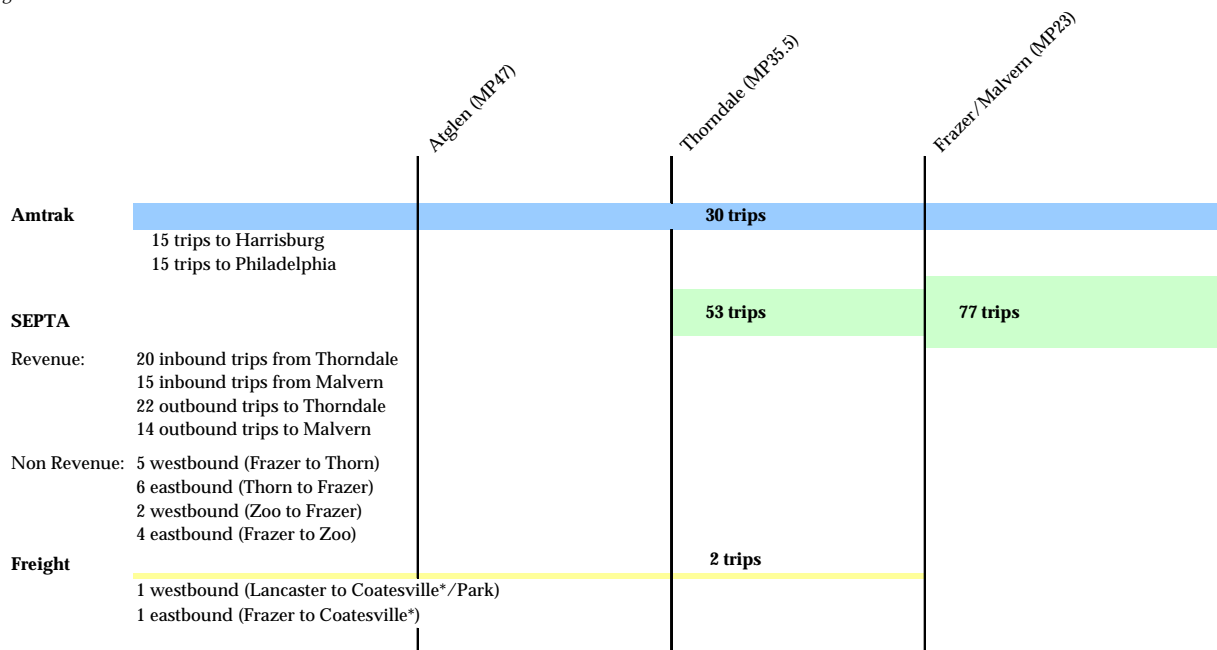 Atglen (MP47)
Thorndale (MP35.5)
Frazer/Malvern (MP23)
Amtrak
30 trips
15 trips to Harrisburg
15 trips to Philadelphia
SEPTA
53 trips
77 trips
Revenue: 20 inbound trips from Thorndale
15 inbound trips from Malvern
22 outbound trips to Thorndale
14 outbound trips to Malvern
Non Revenue: 5 westbound (Frazer to Thorn)
6 eastbound (Thorn to Frazer)
2 westbound (Zoo to Frazer)
4 eastbound (Frazer to Zoo)
Freight
2 trips
1 westbound (Lancaster to Coatesville*/Park)
1 eastbound (Frazer to Coatesville*)